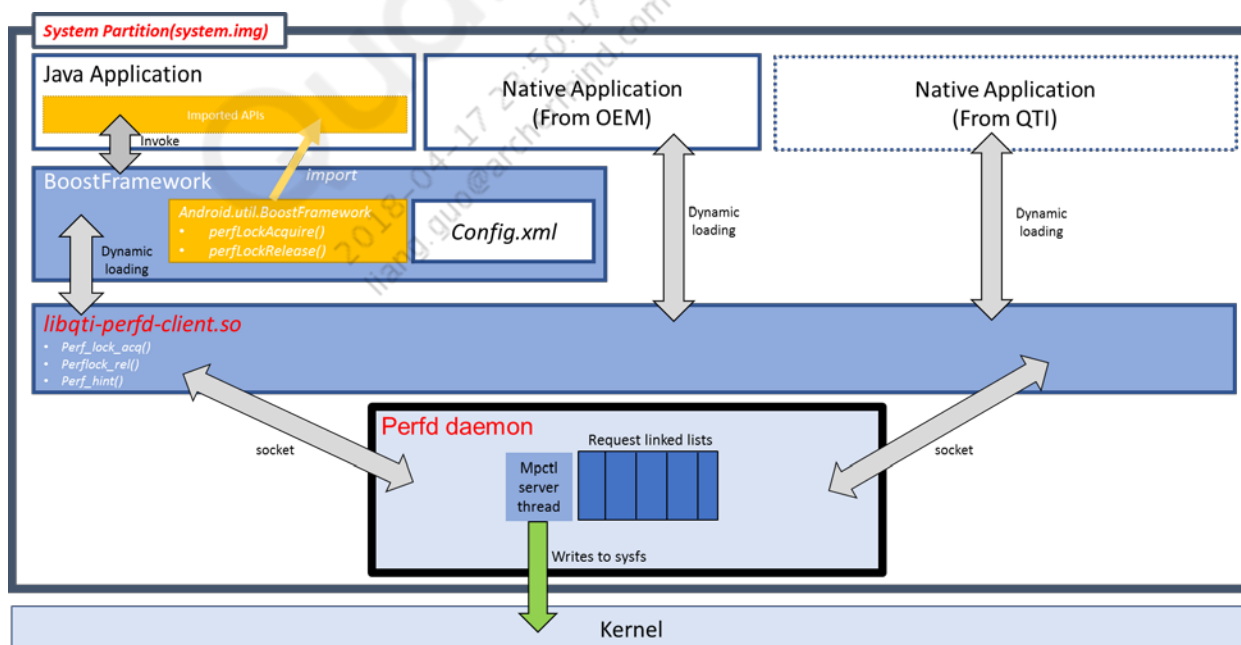 System Partition(system.img)
Java Application
Imported APIs
Invoke
import
BoostFramework
Android.util.BoostFramework
• perfLockAcquire()
• perfLockRelease()
Config.xml
Dynamic
loading
Native Application
(From OEM)
Dynamic
loading
Native Application
(From QTI)
Dynamic
loading
libqti-perfd-client.so
• Perf_lock_acq()
• Perflock_rel()
• Perf_hint()
socket
Perfd daemon
Request linked lists
Mpctl
server
thread
socket
Writes to sysfs
Kernel